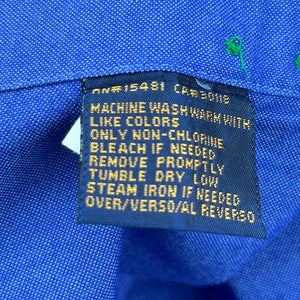 RN#15481 CA#30118
MACHINE WASH WARM WITH
LIKE COLORS
ONLY NON-CHLORINE
BLEACH IF NEEDED
REMOVE PROMPTLY
TUMBLE DRY LOW
STEAM IRON IF NEEDED
OVER/VERSO/AL REVERSO